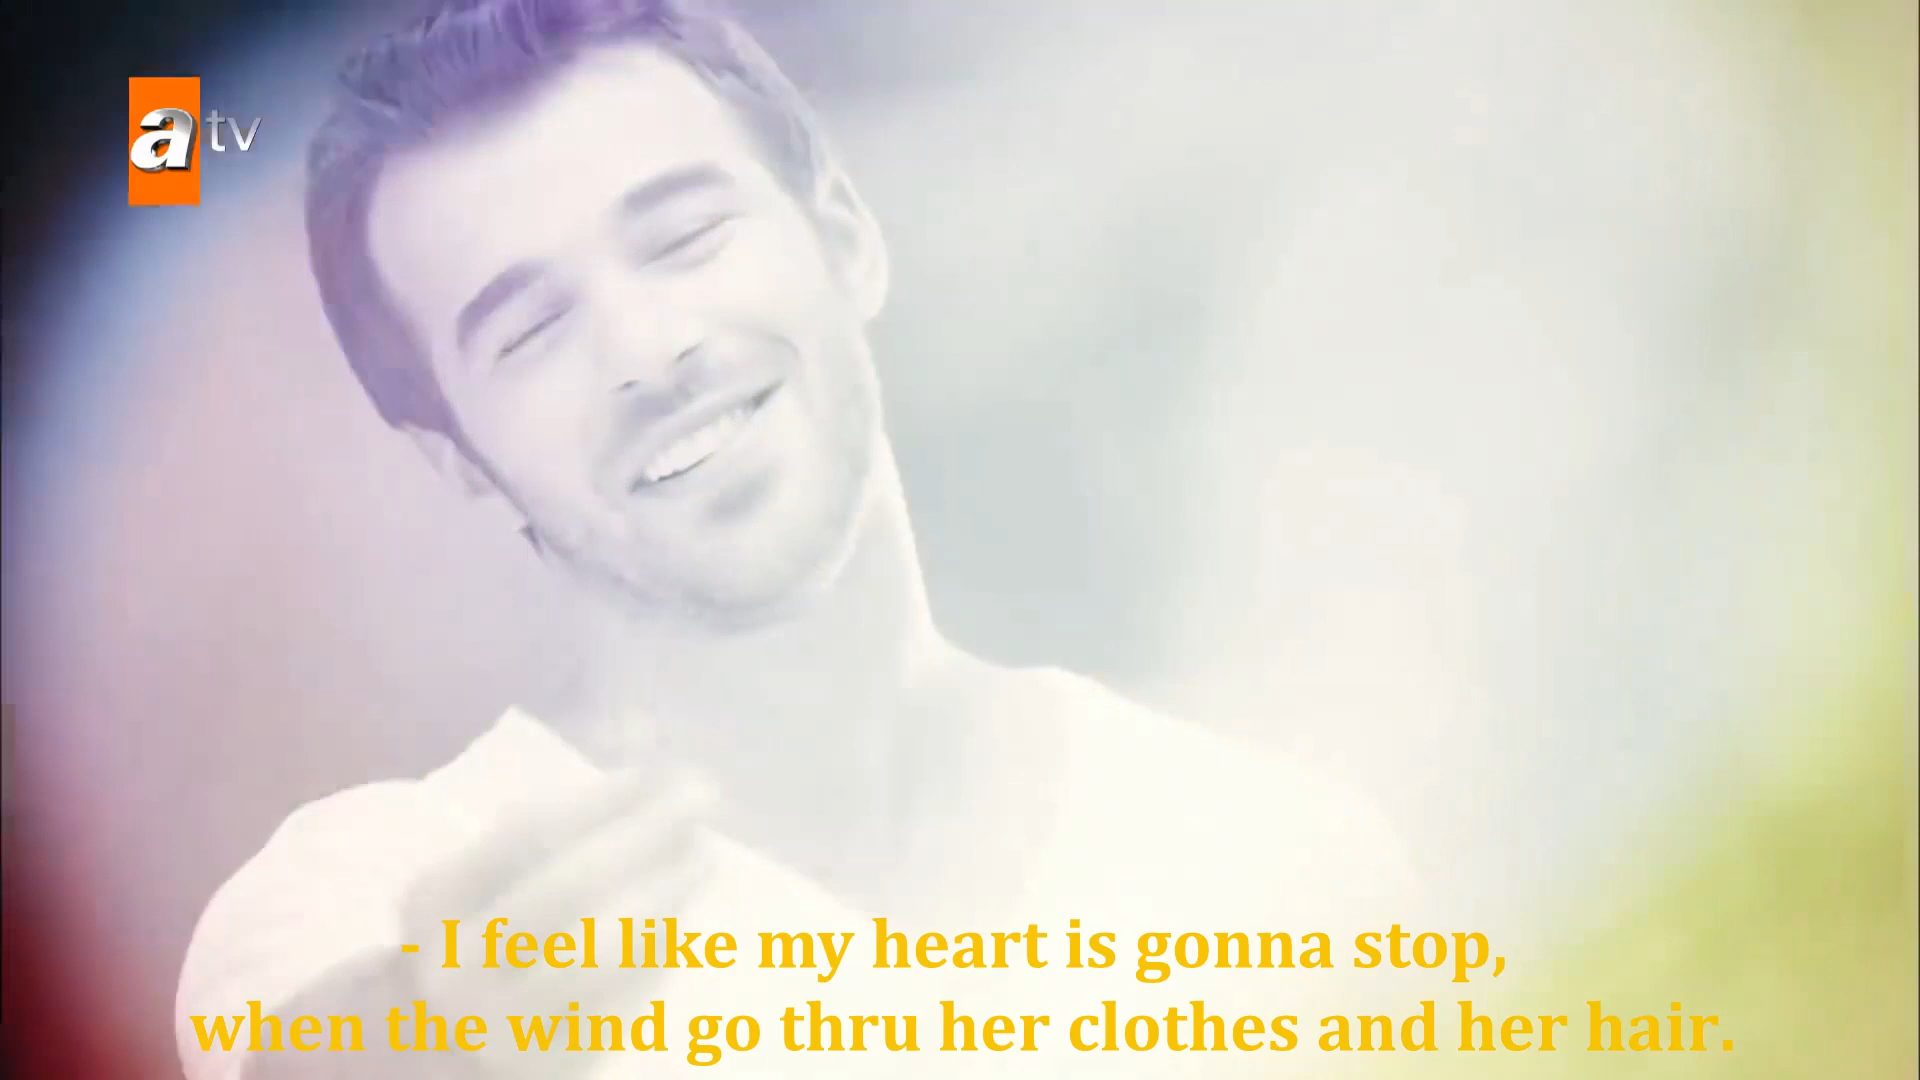 atv
- I feel like my heart is gonna stop,
when the wind go thru her clothes and her hair.